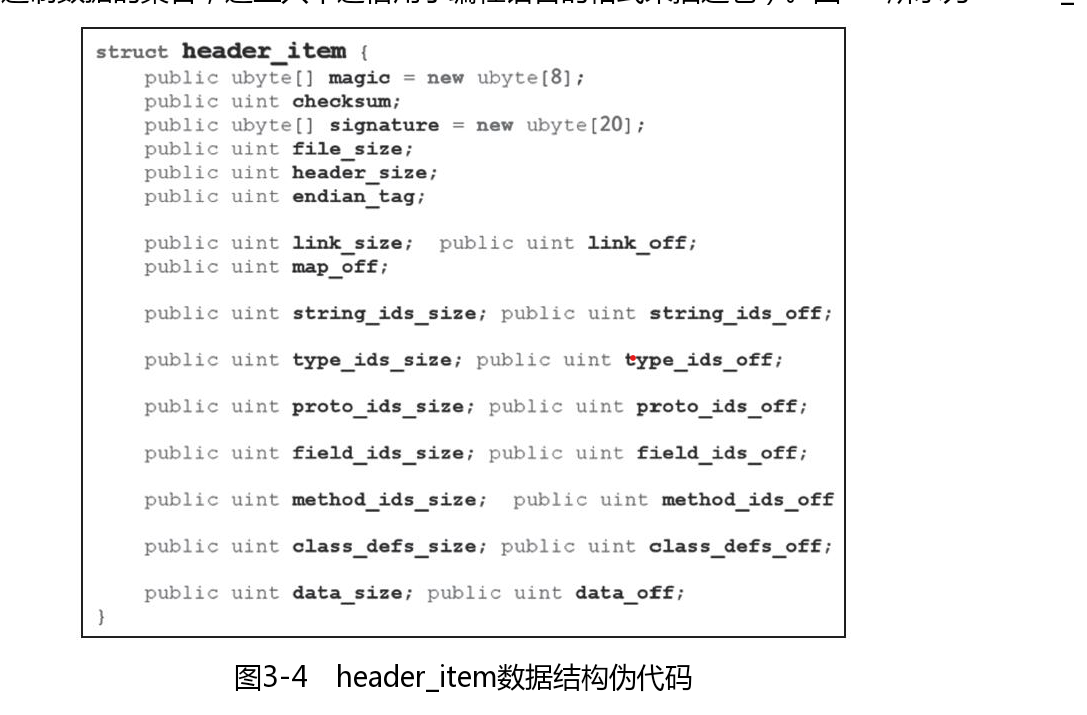 struct header_item {
public ubyte[] magic = new ubyte[8];
public uint checksum;
public ubyte[] signature = new ubyte[20];
public uint file_size;
public uint header_size;
public uint endian_tag;
public uint link_size; public uint link_off;
public uint map_off;
public uint string_ids_size; public uint string_ids_off;
public uint type_ids_size; public uint type_ids_off;
public uint proto_ids_size; public uint proto_ids_off;
public uint field_ids_size; public uint field_ids_off;
public uint method_ids_size; public uint method_ids_off
public uint class_defs_size; public uint class_defs_off;
public uint data_size; public uint data_off;
}
图3-4 header_item数据结构伪代码